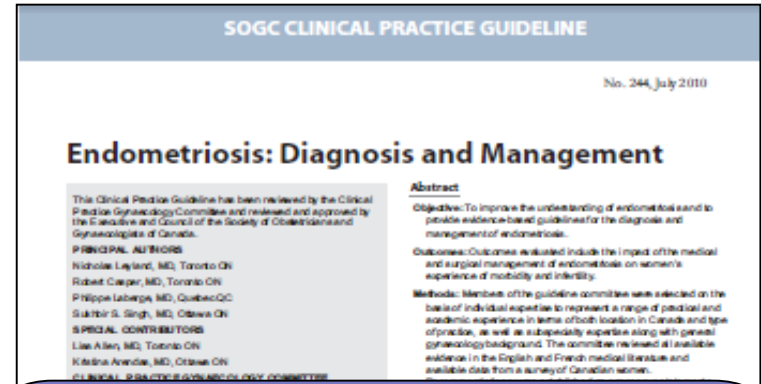 SOGC CLINICAL PRACTICE GUIDELINE
No. 244, July 2010
Endometriosis: Diagnosis and Management
This Clinical Practice Guideline has been reviewed by the Clinical
Practice Gynaecology Committee and reviewed and approved by
the Executive and Council of the Society of Obstetricians and
Gynaecologists of Canada.
PRINCIPAL AUTHORS
Nicholas Leyland, MD, Toronto ON
Robert Casper, MD, Toronto ON
Philippe Laberge, MD, Quebec QC
Sukhbir S. Singh, MD, Ottawa ON
SPECIAL CONTRIBUTORS
Lisa Allen, MD, Toronto ON
Kristina Arendas, MD, Ottawa ON
CLINICAL PRACTICE GYNAECOLOGY COMMITTEE
Abstract
Objective: To improve the understanding of endometriosis and to
provide evidence-based guidelines for the diagnosis and
management of endometriosis.
Outcomes: Outcomes evaluated include the impact of the medical
and surgical management of endometriosis on women's
experience of morbidity and infertility.
Methods: Members of the guideline committee were selected on the
basis of individual expertise to represent a range of practical and
academic experience in terms of both location in Canada and type
of practice, as well as subspecialty expertise along with general
gynaecology background. The committee reviewed all available
evidence in the English and French medical literature and
available data from a survey of Canadian women.